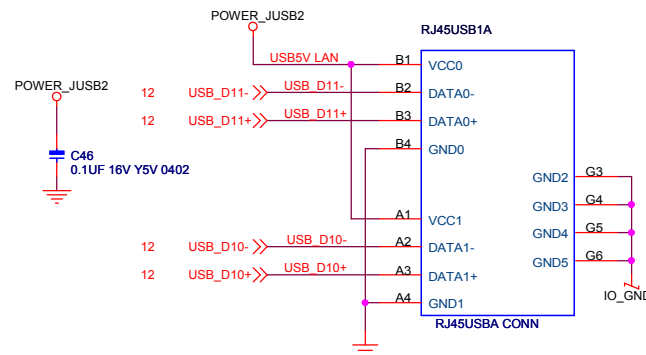 POWER_JUSB2
RJ45USB1A
USB5V LAN
B1
VCC0
POWER_JUSB2
12
USB_D11-
USB_D11-
B2
DATA0-
12
USB_D11+
USB_D11+
B3
DATA0+
C46
0.1UF 16V Y5V 0402
B4
GND0
GND2
G3
GND3
G4
A1
VCC1
GND4
G5
12
USB_D10-
USB_D10-
A2
DATA1-
GND5
G6
12
USB_D10+
USB_D10+
A3
DATA1+
A4
GND1
IO_GND
RJ45USBA CONN